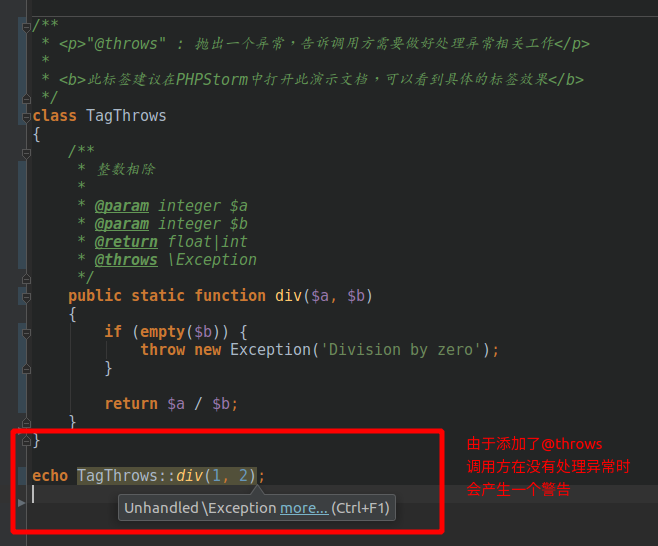 /**
 * <p>"@throws" : 抛出一个异常，告诉调用方需要做好处理异常相关工作</p>
 *
 * <b>此标签建议在PHPStorm中打开此演示文档，可以看到具体的标签效果</b>
 */
class TagThrows
{
    /**
     * 整数相除
     *
     * @param integer $a
     * @param integer $b
     * @return float|int
     * @throws \Exception
     */
    public static function div($a, $b)
    {
        if (empty($b)) {
            throw new Exception('Division by zero');
        }

        return $a / $b;
    }
}

echo TagThrows::div(1, 2);
Unhandled \Exception more... (Ctrl+F1)
由于添加了@throws
调用方在没有处理异常时
会产生一个警告